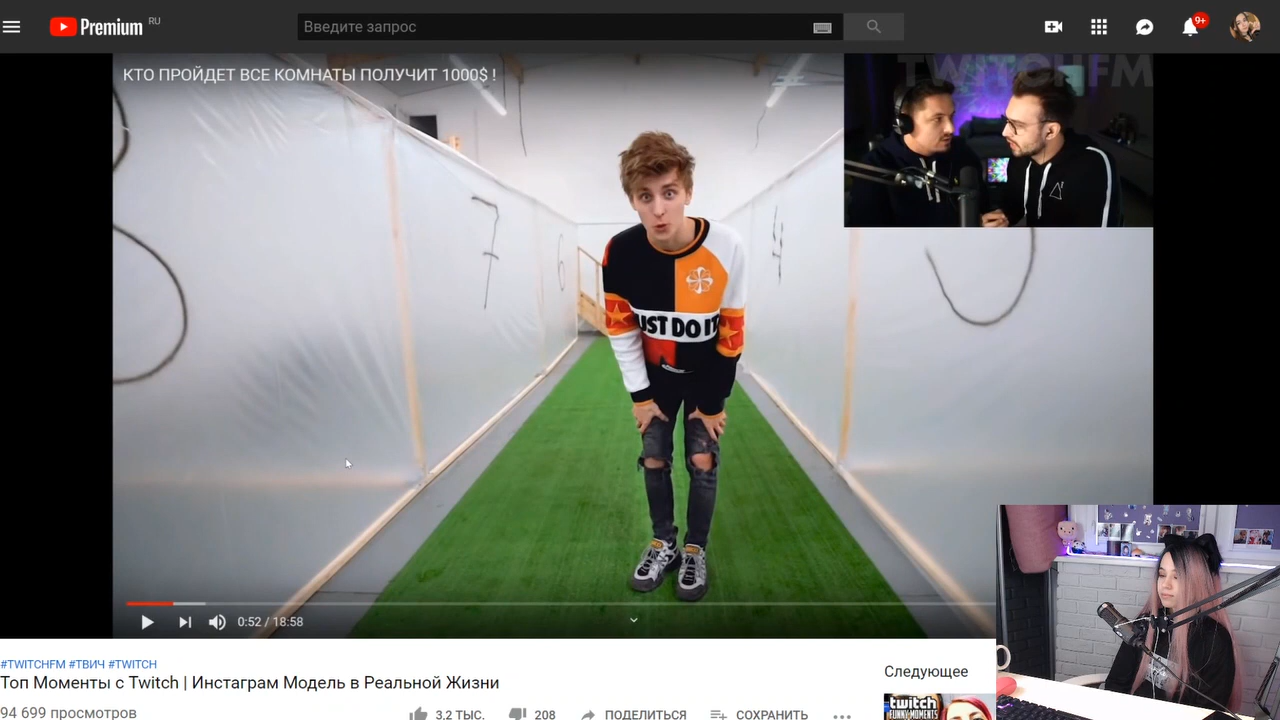 Premium RU
Введите запрос
9+
КТО ПРОЙДЕТ ВСЕ КОМНАТЫ ПОЛУЧИТ 1000$ !
TWITCHFM
7
4
JUST DO IT
0:52 / 18:58
#TWITCHFM #ТВИЧ #TWITCH
Топ Моменты с Twitch | Инстаграм Модель в Реальной Жизни
94 699 просмотров
3.2 ТЫС.
208
ПОДЕЛИТЬСЯ
СОХРАНИТЬ
Следующее
twitch
FUNNY MOMENTS